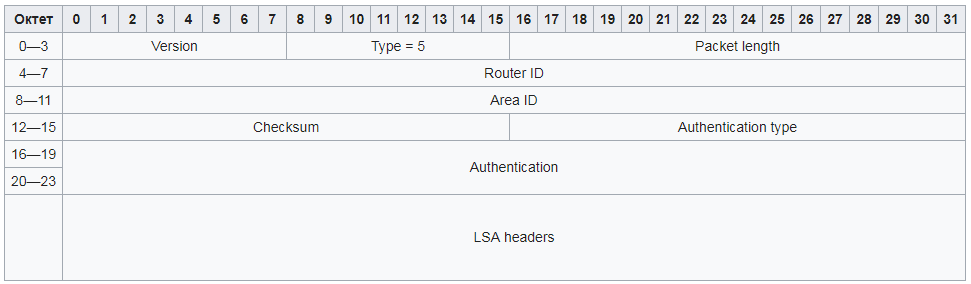 Октет 0 1 2 3 4 5 6 7 8 9 10 11 12 13 14 15 16 17 18 19 20 21 22 23 24 25 26 27 28 29 30 31
0—3 Version Type = 5 Packet length
4—7 Router ID
8—11 Area ID
12—15 Checksum Authentication type
16—19
Authentication
20—23
LSA headers